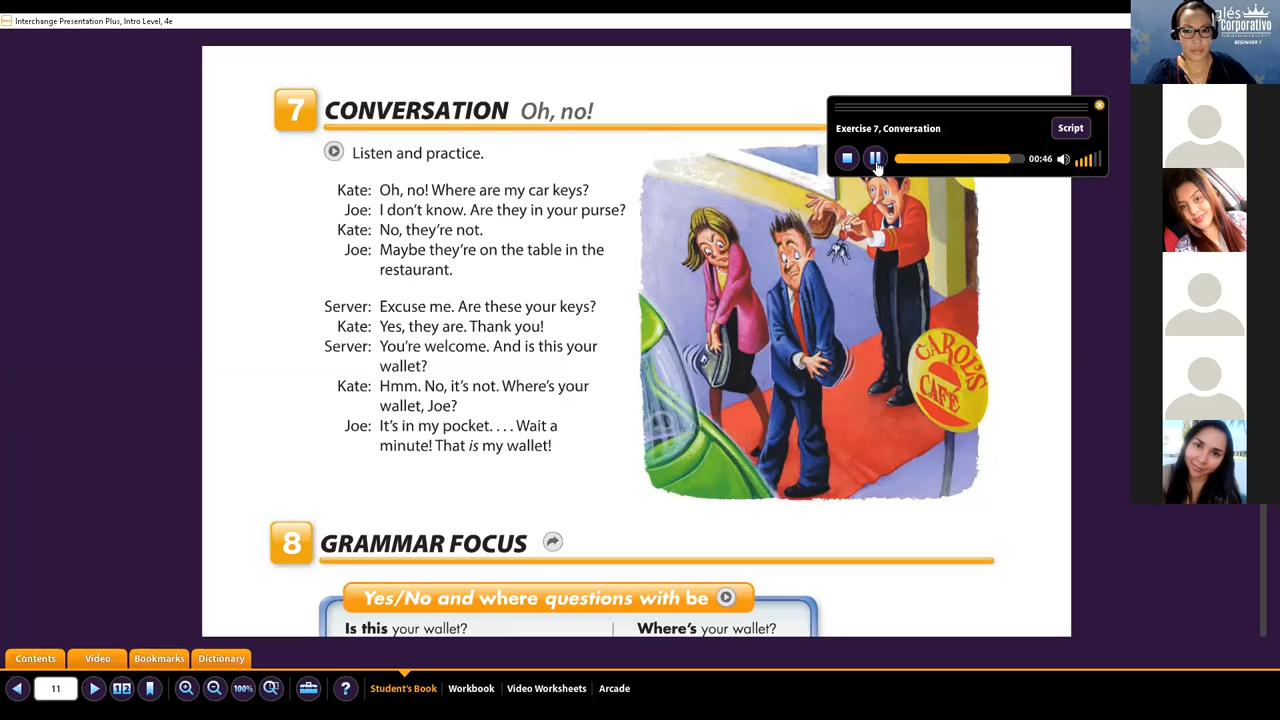 Interchange Presentation Plus, Intro Level, 4e
glés
Corporativo
BEGINNER 1
7 CONVERSATION Oh, no!
Listen and practice.
Kate: Oh, no! Where are my car keys?
Joe: I don't know. Are they in your purse?
Kate: No, they're not.
Joe: Maybe they're on the table in the
restaurant.
Server: Excuse me. Are these your keys?
Kate: Yes, they are. Thank you!
Server: You're welcome. And is this your
wallet?
Kate: Hmm. No, it's not. Where's your
wallet, Joe?
Joe: It's in my pocket. . . . Wait a
minute! That is my wallet!
Exercise 7, Conversation
Script
00:46
CAROL'S
CAFÉ
8 GRAMMAR FOCUS
Yes/No and where questions with be
Is this your wallet?
Where's your wallet?
Contents Video Bookmarks Dictionary
11 12 100% ? Student's Book Workbook Video Worksheets Arcade